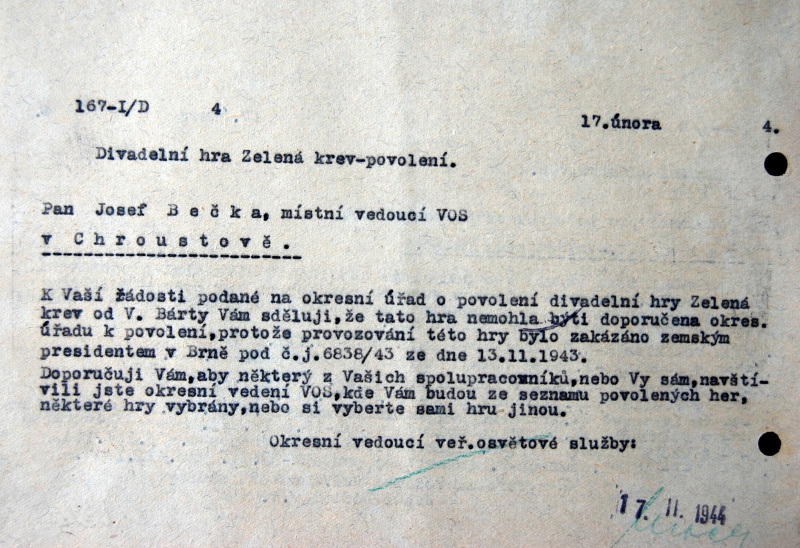 167-I/D 4
17.února 4.
Divadelní hra Zelená krev-povolení.
Pan Josef B e č k a, místní vedoucí VOS
v C h r o u s t o v ě .
K Vaší žádosti podané na okresní úřad o povolení divadelní hry Zelená
krev od V. Bárty Vám sděluji,že tato hra nemohla býti doporučena okres.
úřadu k povolení,protože provozování této hry bylo zakázáno zemským
presidentem v Brně pod č.j.6838/43 ze dne 13.11.1943.
Doporučuji Vám,aby některý z Vašich spolupracovníků,nebo Vy sám,navští-
vili jste okresní vedení VOS,kde Vám budou ze seznamu povolených her,
některé hry vybrány,nebo si vyberte sami hru jinou.
Okresní vedoucí veř.osvětové služby:
17. II. 1944